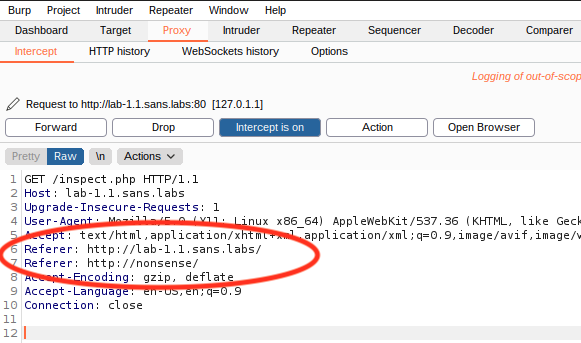 Burp Project Intruder Repeater Window Help
Dashboard Target Proxy Intruder Repeater Sequencer Decoder Comparer
Intercept HTTP history WebSockets history Options
Logging of out-of-scop
Request to http://lab-1.1.sans.labs:80 [127.0.1.1]
Forward Drop Intercept is on Action Open Browser
Pretty Raw \n Actions
1 GET /inspect.php HTTP/1.1
2 Host: lab-1.1.sans.labs
3 Upgrade-Insecure-Requests: 1
4 User-Agent: Mozilla/5.0 (X11; Linux x86_64) AppleWebKit/537.36 (KHTML, like Geck
5 Accept: text/html,application/xhtml+xml,application/xml;q=0.9,image/avif,image/
6 Referer: http://lab-1.1.sans.labs/
7 Referer: http://nonsense/
8 Accept-Encoding: gzip, deflate
9 Accept-Language: en-US,en;q=0.9
10 Connection: close
11
12